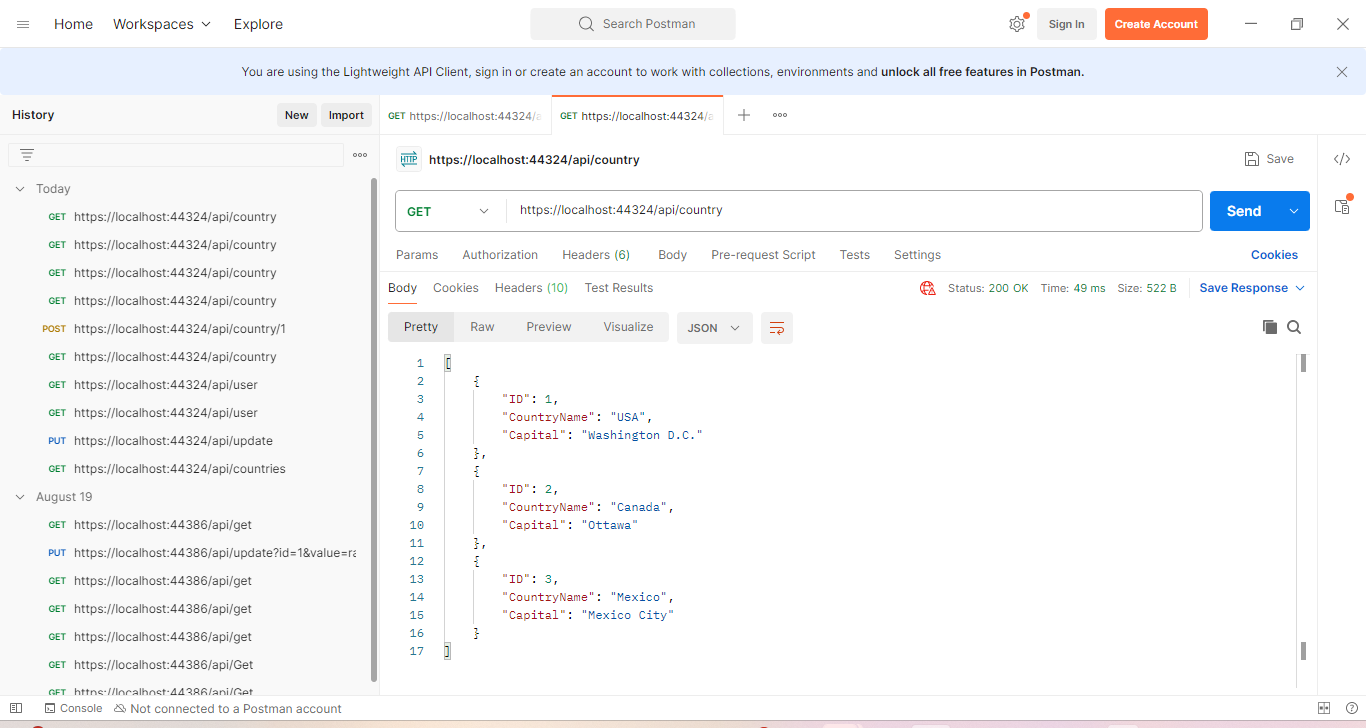 Home Workspaces Explore Search Postman Sign In Create Account
You are using the Lightweight API Client, sign in or create an account to work with collections, environments and unlock all free features in Postman.
History New Import
GET https://localhost:44324/a GET https://localhost:44324/a
Today
GET https://localhost:44324/api/country
GET https://localhost:44324/api/country
GET https://localhost:44324/api/country
GET https://localhost:44324/api/country
POST https://localhost:44324/api/country/1
GET https://localhost:44324/api/country
GET https://localhost:44324/api/user
GET https://localhost:44324/api/user
PUT https://localhost:44324/api/update
GET https://localhost:44324/api/countries
August 19
GET https://localhost:44386/api/get
PUT https://localhost:44386/api/update?id=1&value=ra
GET https://localhost:44386/api/get
GET https://localhost:44386/api/get
GET https://localhost:44386/api/get
GET https://localhost:44386/api/Get
GET https://localhost:44386/api/Get
HTTP https://localhost:44324/api/country Save </>
GET https://localhost:44324/api/country Send
Params Authorization Headers (6) Body Pre-request Script Tests Settings Cookies
Body Cookies Headers (10) Test Results Status: 200 OK Time: 49 ms Size: 522 B Save Response
Pretty Raw Preview Visualize JSON
1 [
2 {
3 "ID": 1,
4 "CountryName": "USA",
5 "Capital": "Washington D.C."
6 },
7 {
8 "ID": 2,
9 "CountryName": "Canada",
10 "Capital": "Ottawa"
11 },
12 {
13 "ID": 3,
14 "CountryName": "Mexico",
15 "Capital": "Mexico City"
16 }
17 ]
Console Not connected to a Postman account